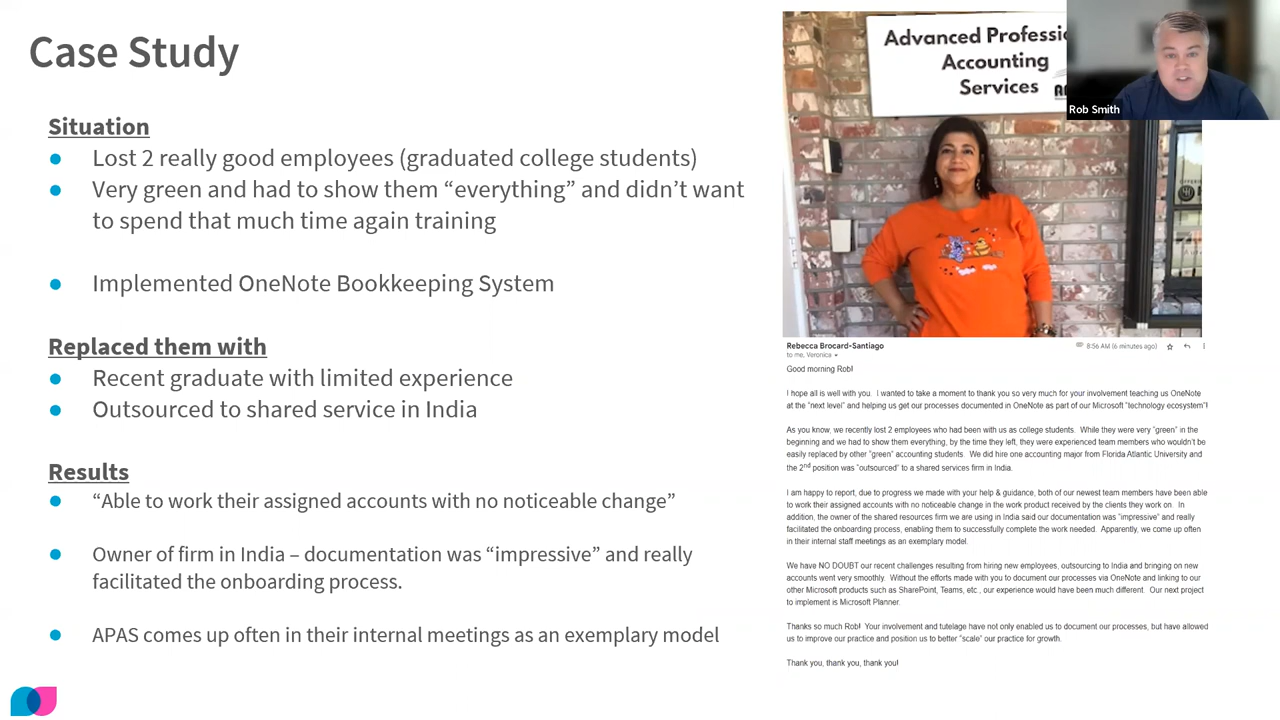 Case Study
Situation
● Lost 2 really good employees (graduated college students)
● Very green and had to show them “everything” and didn’t want
to spend that much time again training
● Implemented OneNote Bookkeeping System
Replaced them with
● Recent graduate with limited experience
● Outsourced to shared service in India
Results
● “Able to work their assigned accounts with no noticeable change”
● Owner of firm in India – documentation was “impressive” and really
facilitated the onboarding process.
● APAS comes up often in their internal meetings as an exemplary model
Advanced Professi
Accounting
Services
Rob Smith
Rebecca Brocard-Santiago
8:56 AM (6 minutes ago)
to me, Veronica
Good morning Rob!
I hope all is well with you. I wanted to take a moment to thank you so very much for your involvement teaching us OneNote
at the “next level” and helping us get our processes documented in OneNote as part of our Microsoft “technology ecosystem”!
As you know, we recently lost 2 employees who had been with us as college students. While they were very “green” in the
beginning and we had to show them everything, by the time they left, they were experienced team members who wouldn’t be
easily replaced by other “green” accounting students. We did hire one accounting major from Florida Atlantic University and
the 2nd position was “outsourced” to a shared services firm in India.
I am happy to report, due to progress we made with your help & guidance, both of our newest team members have been able
to work their assigned accounts with no noticeable change in the work product received by the clients they work on. In
addition, the owner of the shared resources firm we are using in India said our documentation was “impressive” and really
facilitated the onboarding process, enabling them to successfully complete the work needed. Apparently, we come up often
in their internal staff meetings as an exemplary model.
We have NO DOUBT our recent challenges resulting from hiring new employees, outsourcing to India and bringing on new
accounts went very smoothly. Without the efforts made with you to document our processes via OneNote and linking to our
other Microsoft products such as SharePoint, Teams, etc., our experience would have been much different. Our next project
to implement is Microsoft Planner.
Thanks so much Rob! Your involvement and tutelage have not only enabled us to document our processes, but have allowed
us to improve our practice and position us to better “scale” our practice for growth.
Thank you, thank you, thank you!